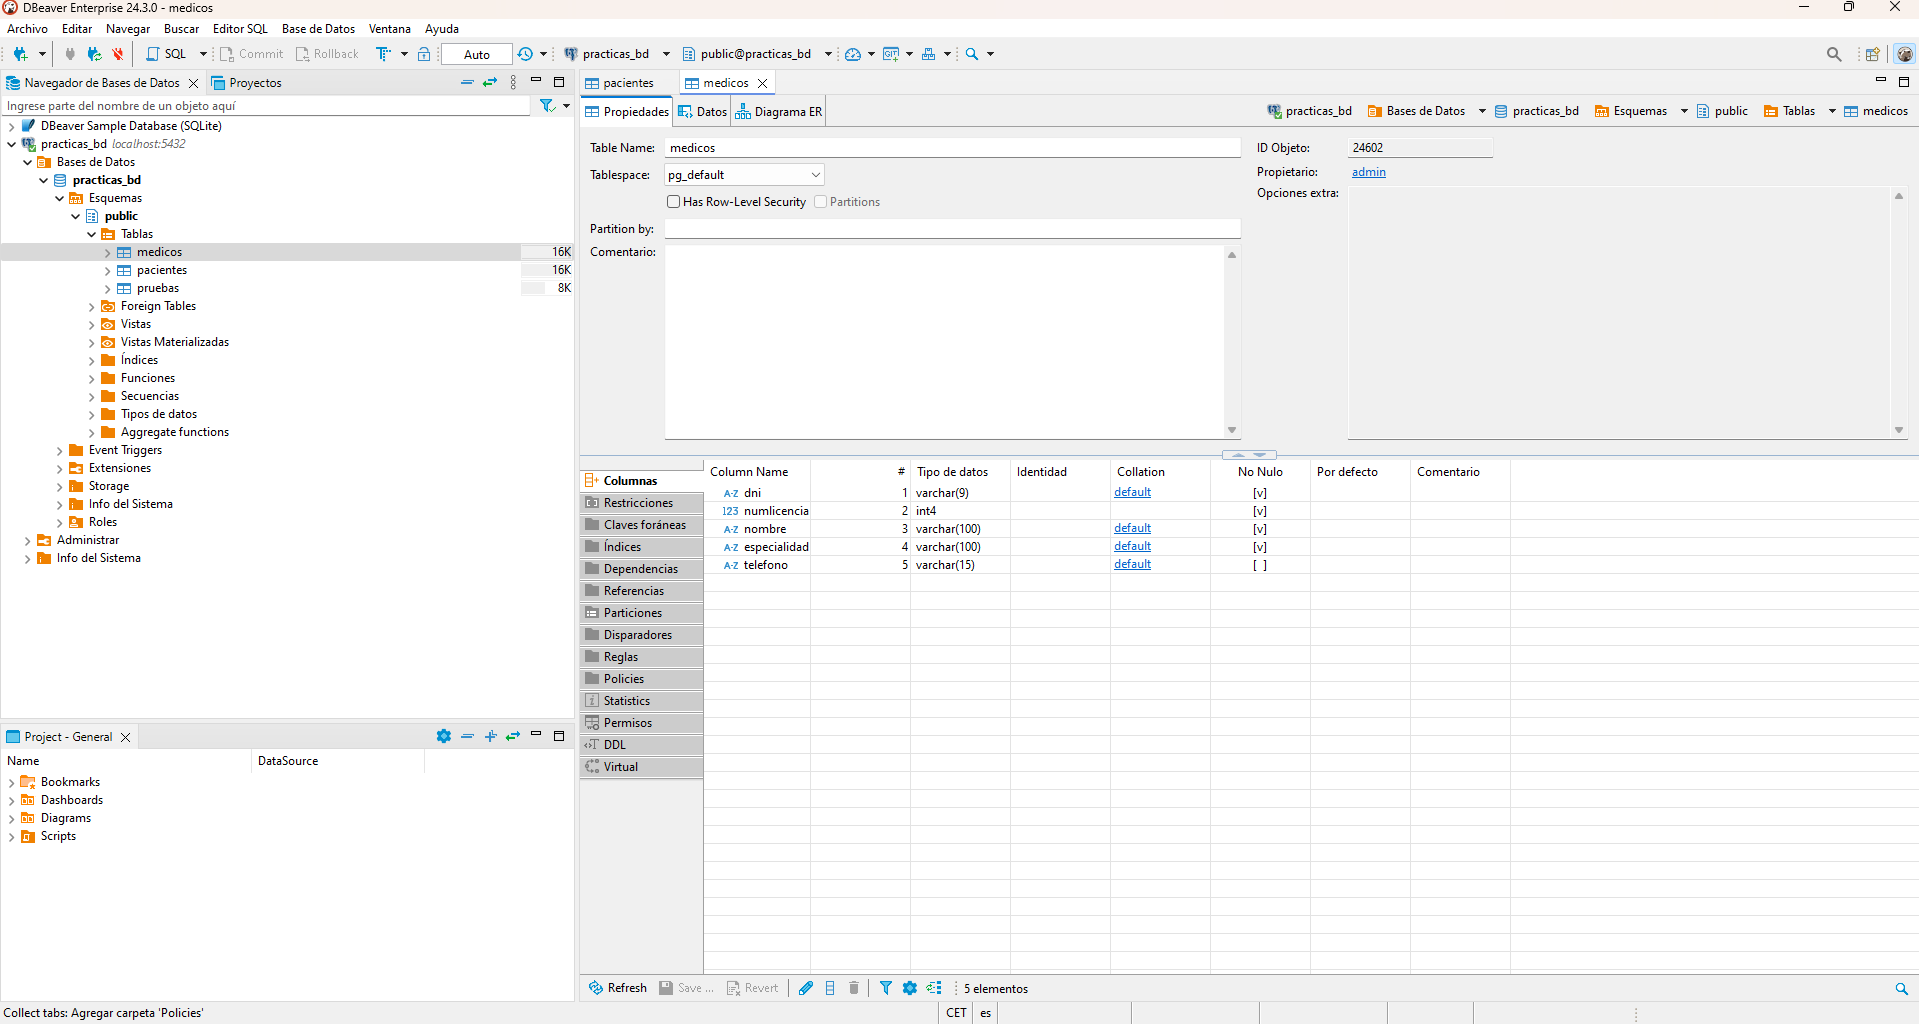 DBeaver Enterprise 24.3.0 - medicos
Archivo Editar Navegar Buscar Editor SQL Base de Datos Ventana Ayuda
SQL Commit Rollback Auto practicas_bd public@practicas_bd
Navegador de Bases de Datos Proyectos
Ingrese parte del nombre de un objeto aquí
DBeaver Sample Database (SQLite)
practicas_bd localhost:5432
Bases de Datos
practicas_bd
Esquemas
public
Tablas
medicos 16K
pacientes 16K
pruebas 8K
Foreign Tables
Vistas
Vistas Materializadas
Índices
Funciones
Secuencias
Tipos de datos
Aggregate functions
Event Triggers
Extensiones
Storage
Info del Sistema
Roles
Administrar
Info del Sistema
Project - General
Name DataSource
Bookmarks
Dashboards
Diagrams
Scripts
pacientes medicos
Propiedades Datos Diagrama ER practicas_bd Bases de Datos practicas_bd Esquemas public Tablas medicos
Table Name: medicos
Tablespace: pg_default
Has Row-Level Security Partitions
Partition by:
Comentario:
ID Objeto: 24602
Propietario: admin
Opciones extra:
Columnas
Restricciones
Claves foráneas
Índices
Dependencias
Referencias
Particiones
Disparadores
Reglas
Policies
Statistics
Permisos
DDL
Virtual
Column Name # Tipo de datos Identidad Collation No Nulo Por defecto Comentario
A-Z dni 1 varchar(9) default [v]
123 numlicencia 2 int4 [v]
A-Z nombre 3 varchar(100) default [v]
A-Z especialidad 4 varchar(100) default [v]
A-Z telefono 5 varchar(15) default [ ]
Refresh Save ... Revert 5 elementos
Collect tabs: Agregar carpeta 'Policies' CET es